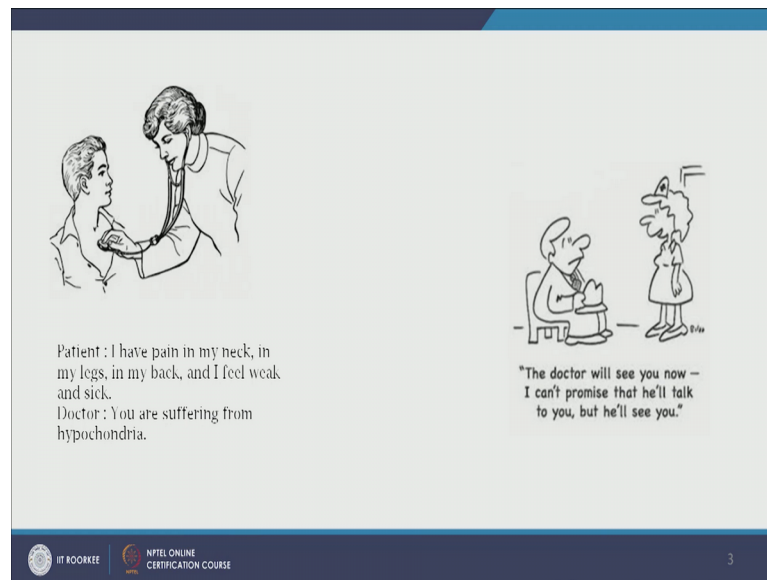 Patient : I have pain in my neck, in
my legs, in my back, and I feel weak
and sick.
Doctor : You are suffering from
hypochondria.
"The doctor will see you now –
I can't promise that he'll talk
to you, but he'll see you."
IIT ROORKEE
NPTEL ONLINE
CERTIFICATION COURSE
3